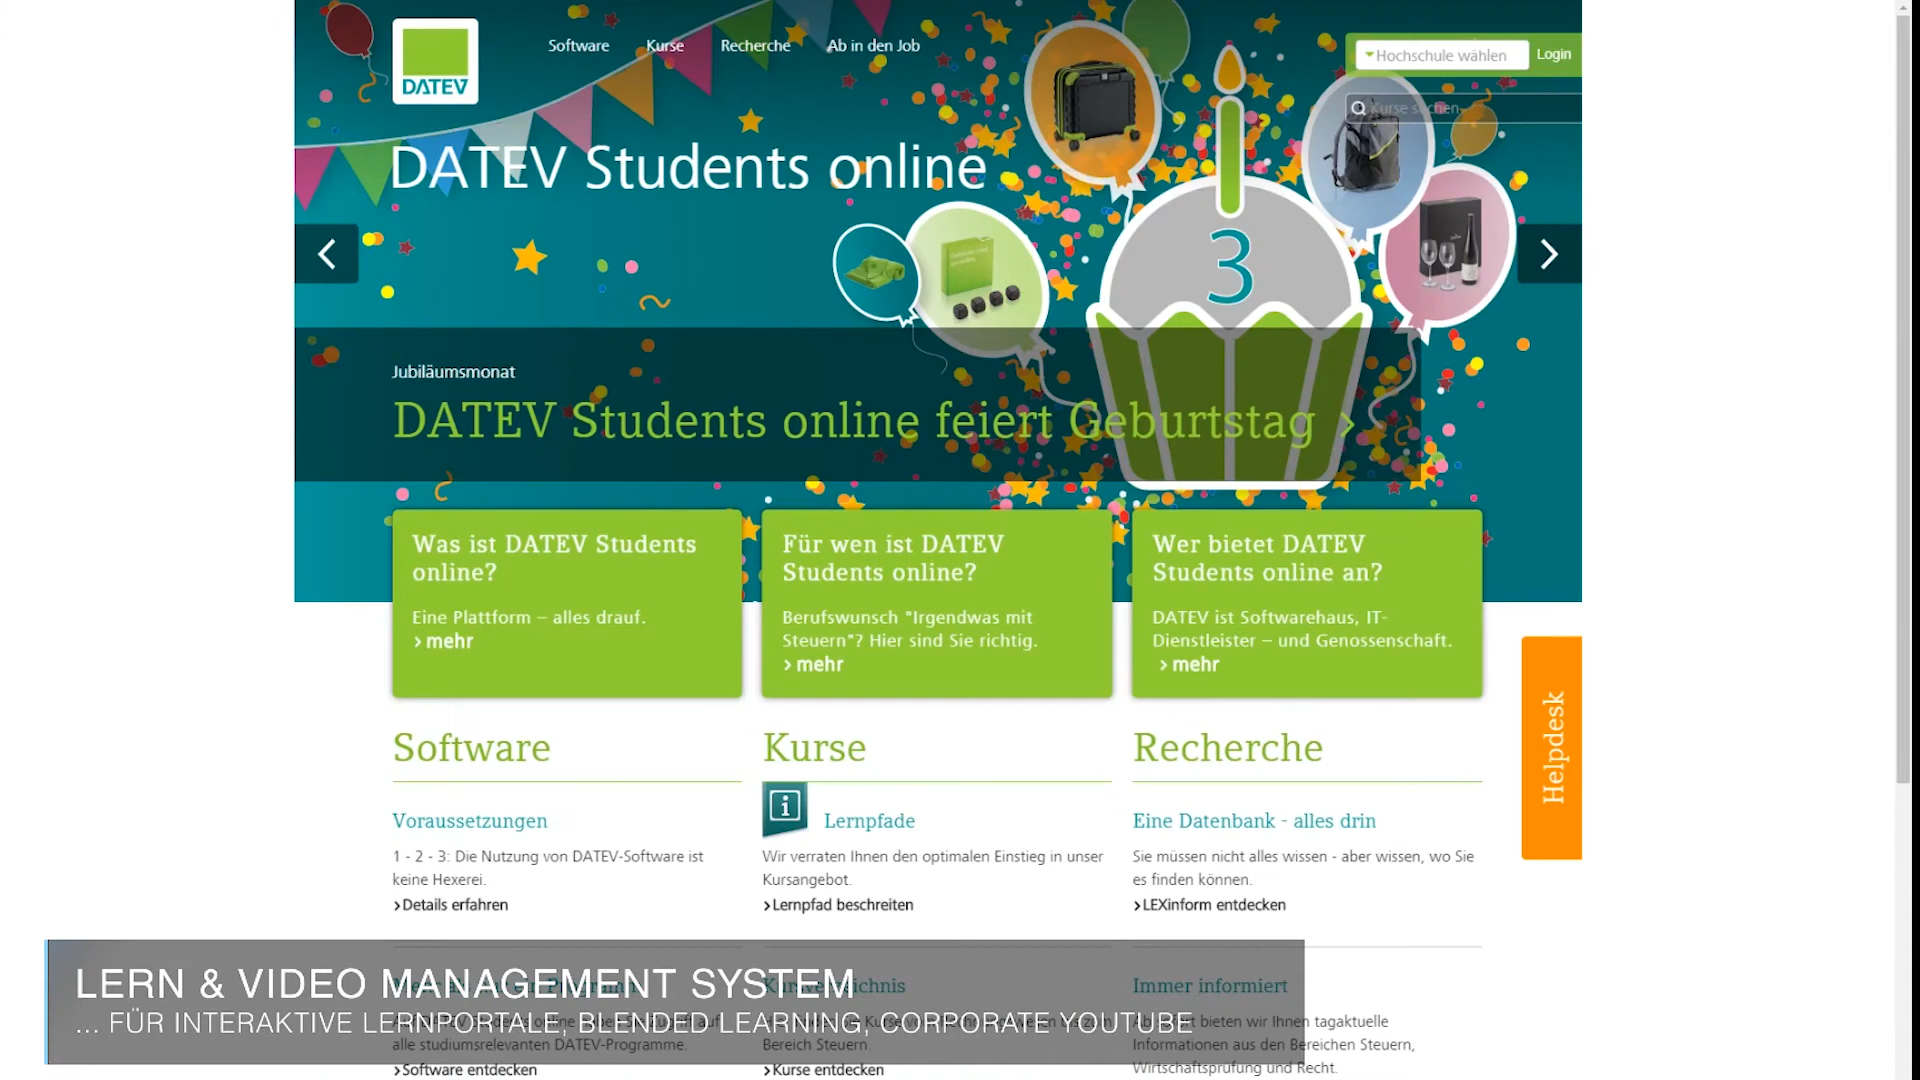 DATEV
Software
Kurse
Recherche
Ab in den Job
Hochschule wählen
Login
Kurse suchen
DATEV Students online
3
Jubiläumsmonat
DATEV Students online feiert Geburtstag ›
Was ist DATEV Students
online?
Eine Plattform – alles drauf.
› mehr
Für wen ist DATEV
Students online?
Berufswunsch "Irgendwas mit
Steuern"? Hier sind Sie richtig.
› mehr
Wer bietet DATEV
Students online an?
DATEV ist Softwarehaus, IT-
Dienstleister – und Genossenschaft.
› mehr
Helpdesk
Software
Voraussetzungen
1 - 2 - 3: Die Nutzung von DATEV-Software ist
keine Hexerei.
›Details erfahren
Kurse
Lernpfade
Wir verraten Ihnen den optimalen Einstieg in unser
Kursangebot.
›Lernpfad beschreiten
Recherche
Eine Datenbank - alles drin
Sie müssen nicht alles wissen - aber wissen, wo Sie
es finden können.
›LEXinform entdecken
LERN & VIDEO MANAGEMENT SYSTEM
... FÜR INTERAKTIVE LERNPORTALE, BLENDED LEARNING, CORPORATE YOUTUBE
alle studiumsrelevanten DATEV-Programme.
›Software entdecken
Bereich Steuern.
›Kurse entdecken
Immer informiert
bieten wir Ihnen tagaktuelle
Informationen aus den Bereichen Steuern,
Wirtschaftsprüfung und Recht.